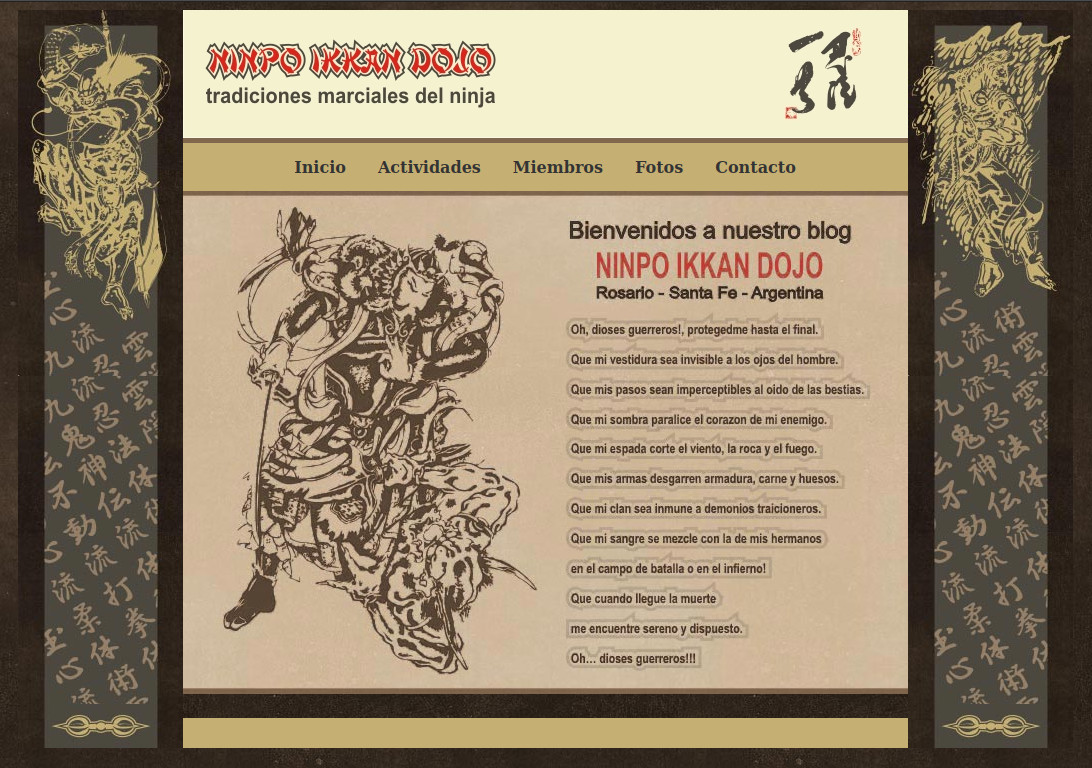 NINPO IKKAN DOJO
tradiciones marciales del ninja
Inicio Actividades Miembros Fotos Contacto
Bienvenidos a nuestro blog
NINPO IKKAN DOJO
Rosario - Santa Fe - Argentina
Oh, dioses guerreros!, protegedme hasta el final.
Que mi vestidura sea invisible a los ojos del hombre.
Que mis pasos sean imperceptibles al oido de las bestias.
Que mi sombra paralice el corazon de mi enemigo.
Que mi espada corte el viento, la roca y el fuego.
Que mis armas desgarren armadura, carne y huesos.
Que mi clan sea inmune a demonios traicioneros.
Que mi sangre se mezcle con la de mis hermanos
en el campo de batalla o en el infierno!
Que cuando llegue la muerte
me encuentre sereno y dispuesto.
Oh... dioses guerreros!!!